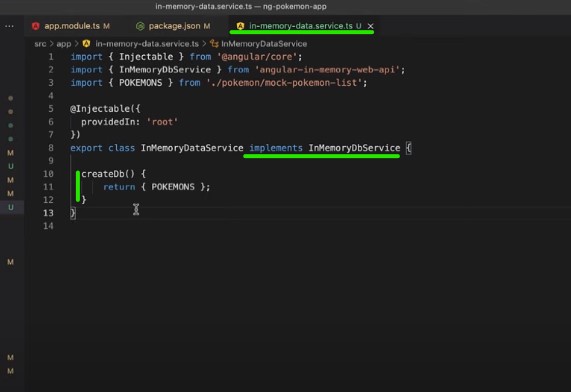 in-memory-data.service.ts — ng-pokemon-app
... app.module.ts M package.json M in-memory-data.service.ts U ×
src > app > in-memory-data.service.ts > InMemoryDataService
1 import { Injectable } from '@angular/core';
2 import { InMemoryDbService } from 'angular-in-memory-web-api';
3 import { POKEMONS } from './pokemon/mock-pokemon-list';
4
5 @Injectable({
6 providedIn: 'root'
7 })
8 export class InMemoryDataService implements InMemoryDbService {
9
10 createDb() {
11 return { POKEMONS };
12 }
13 }
14
M
U
M
M
U
M
M
M